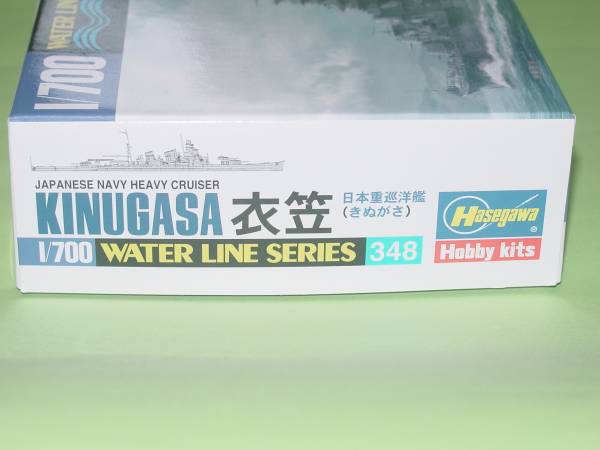 1/700 WATER LINE
JAPANESE NAVY HEAVY CRUISER
KINUGASA 衣笠 日本重巡洋艦
(きぬがさ)
1/700 WATER LINE SERIES 348
Hasegawa ®
Hobby kits